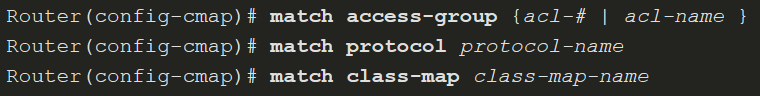 Router(config-cmap)# match access-group {acl-# | acl-name }
Router(config-cmap)# match protocol protocol-name
Router(config-cmap)# match class-map class-map-name